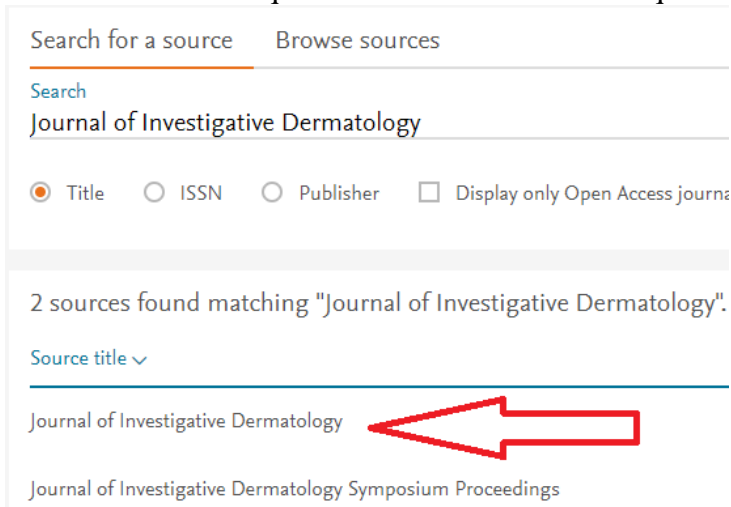 Search for a source Browse sources
Search
Journal of Investigative Dermatology
Title ISSN Publisher Display only Open Access journa
2 sources found matching "Journal of Investigative Dermatology".
Source title
Journal of Investigative Dermatology
Journal of Investigative Dermatology Symposium Proceedings